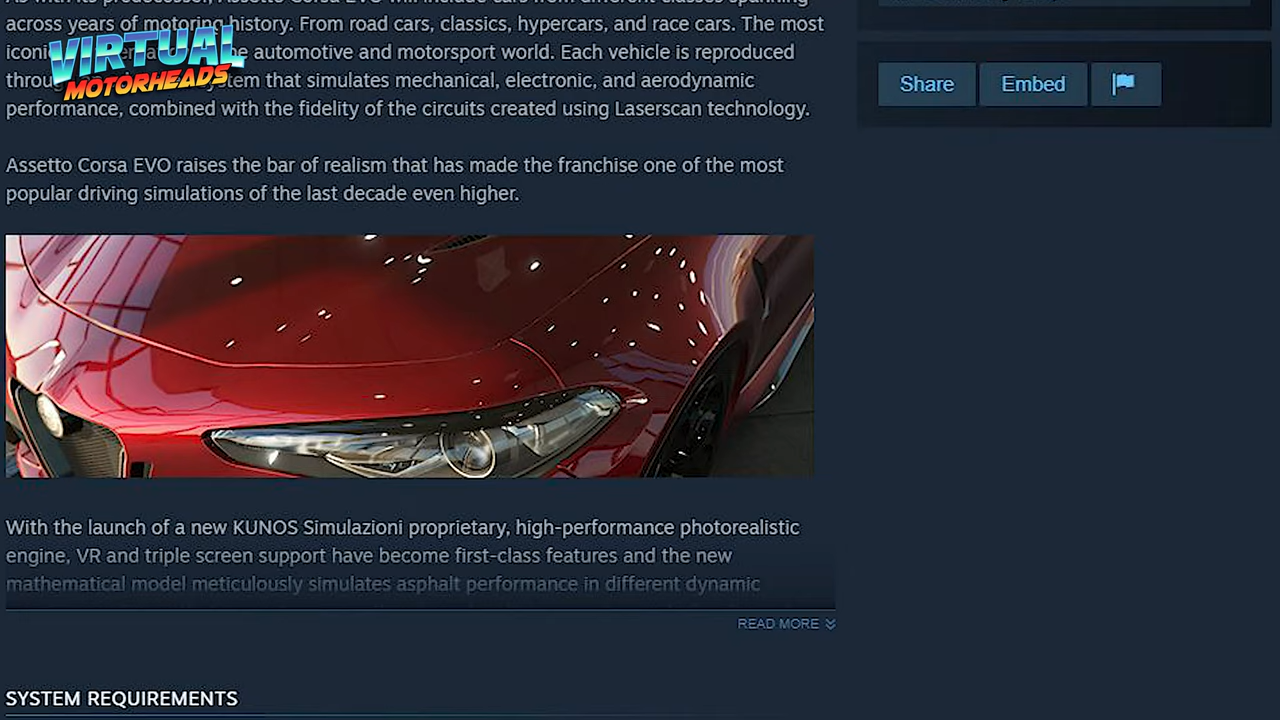 As with its predecessor, Assetto Corsa EVO will include cars from different classes spanning
across years of motoring history. From road cars, classics, hypercars, and race cars. The most
iconi e automotive and motorsport world. Each vehicle is reproduced
throu stem that simulates mechanical, electronic, and aerodynamic
performance, combined with the fidelity of the circuits created using Laserscan technology.
VIRTUAL
MOTORHEADS
Assetto Corsa EVO raises the bar of realism that has made the franchise one of the most
popular driving simulations of the last decade even higher.
With the launch of a new KUNOS Simulazioni proprietary, high-performance photorealistic
engine, VR and triple screen support have become first-class features and the new
mathematical model meticulously simulates asphalt performance in different dynamic
READ MORE
SYSTEM REQUIREMENTS
Share
Embed